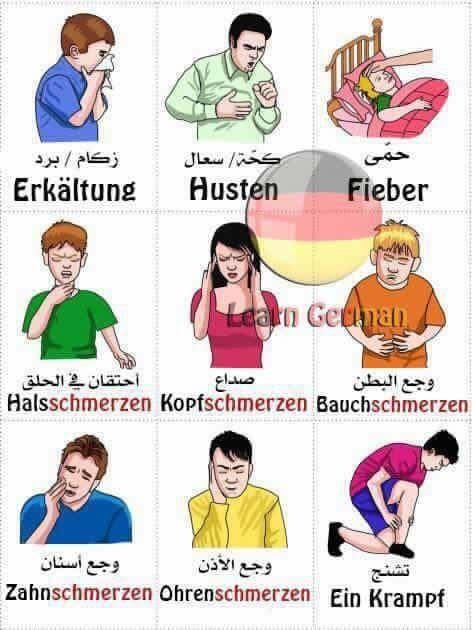 زكام / برد
Erkältung
كحّة/ سعال
Husten
حمّى
Fieber
Learn German
أحتقان في الحلق
Halsschmerzen
صداع
Kopfschmerzen
وجع البطن
Bauchschmerzen
وجع أسنان
Zahnschmerzen
وجع الأذن
Ohrenschmerzen
تشنج
Ein Krampf